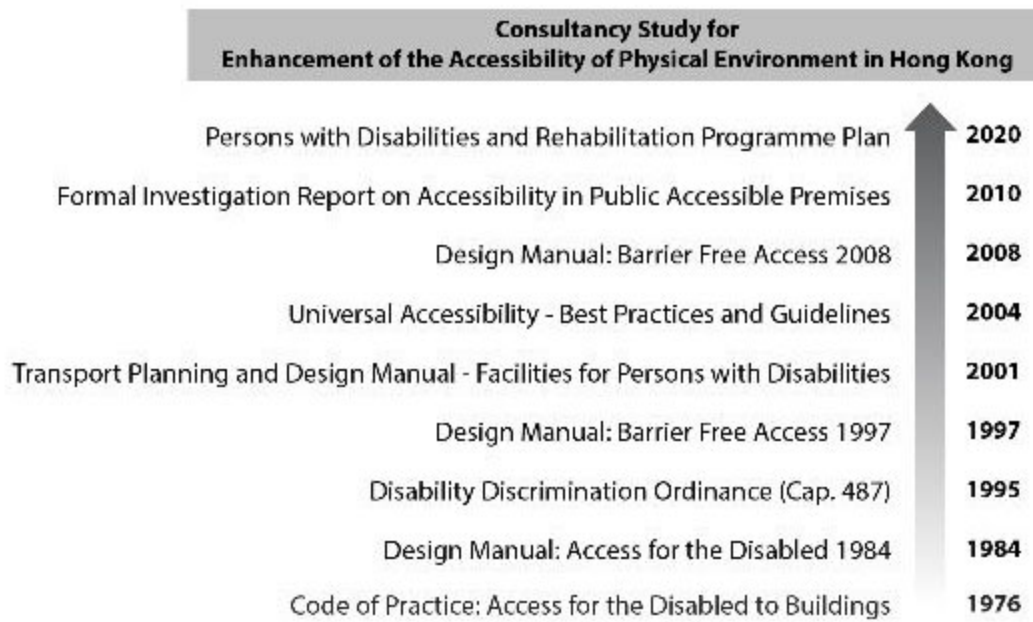 Consultancy Study for
Enhancement of the Accessibility of Physical Environment in Hong Kong
Persons with Disabilities and Rehabilitation Programme Plan 2020
Formal Investigation Report on Accessibility in Public Accessible Premises 2010
Design Manual: Barrier Free Access 2008 2008
Universal Accessibility - Best Practices and Guidelines 2004
Transport Planning and Design Manual - Facilities for Persons with Disabilities 2001
Design Manual: Barrier Free Access 1997 1997
Disability Discrimination Ordinance (Cap. 487) 1995
Design Manual: Access for the Disabled 1984 1984
Code of Practice: Access for the Disabled to Buildings 1976